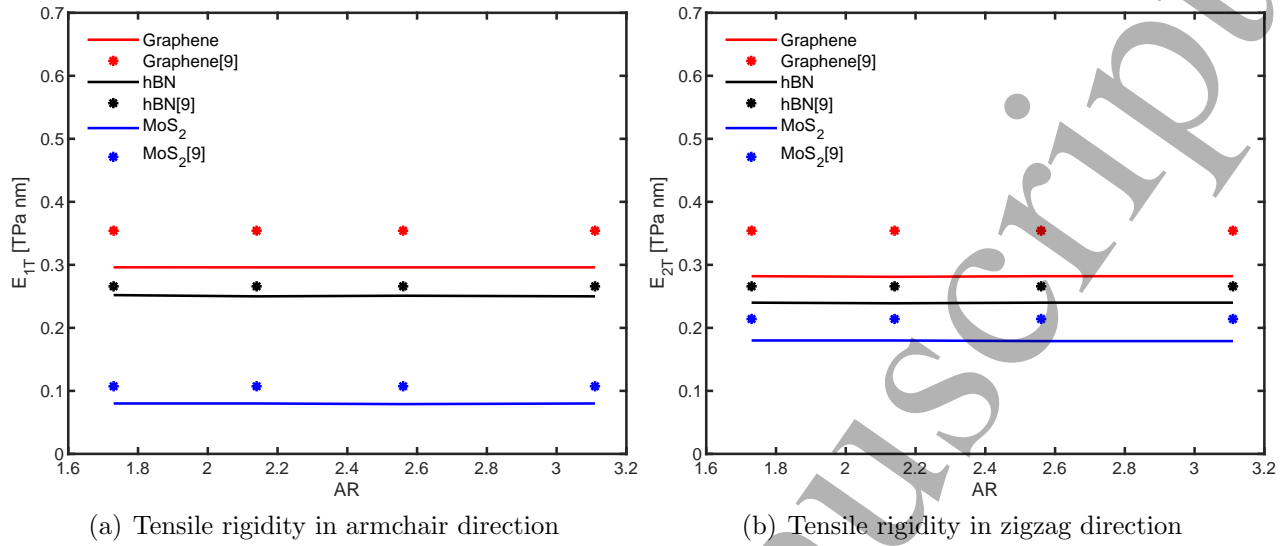 0.7
0.6
0.5
0.4
0.3
0.2
0.1
0
E1T [TPa nm]
Graphene
Graphene[9]
hBN
hBN[9]
MoS2
MoS2[9]
1.6 1.8 2 2.2 2.4 2.6 2.8 3 3.2
AR
(a) Tensile rigidity in armchair direction
0.7
0.6
0.5
0.4
0.3
0.2
0.1
0
E2T [TPa nm]
Graphene
Graphene[9]
hBN
hBN[9]
MoS2
MoS2[9]
1.6 1.8 2 2.2 2.4 2.6 2.8 3 3.2
AR
(b) Tensile rigidity in zigzag direction
uscript